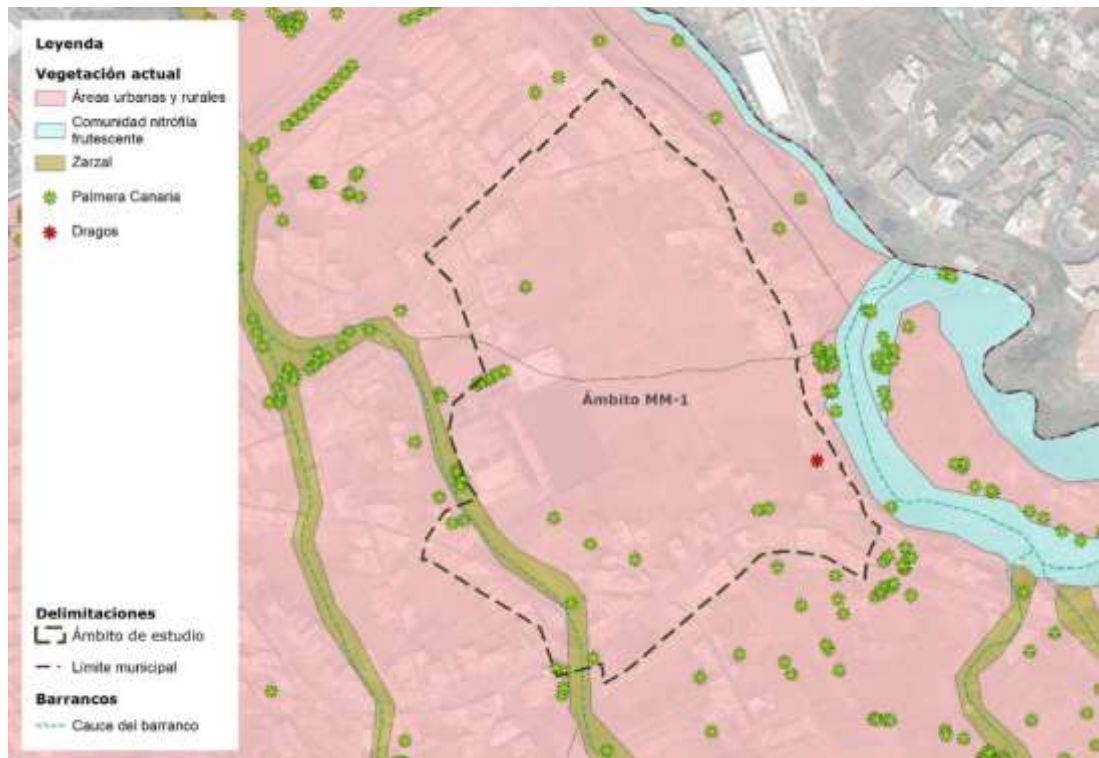 Leyenda
Vegetación actual
Áreas urbanas y rurales
Comunidad nitrófila
frutescente
Zarzal
Palmera Canaria
Dragos
Ámbito MM-1
Delimitaciones
Ámbito de estudio
Límite municipal
Barrancos
Cauce del barranco